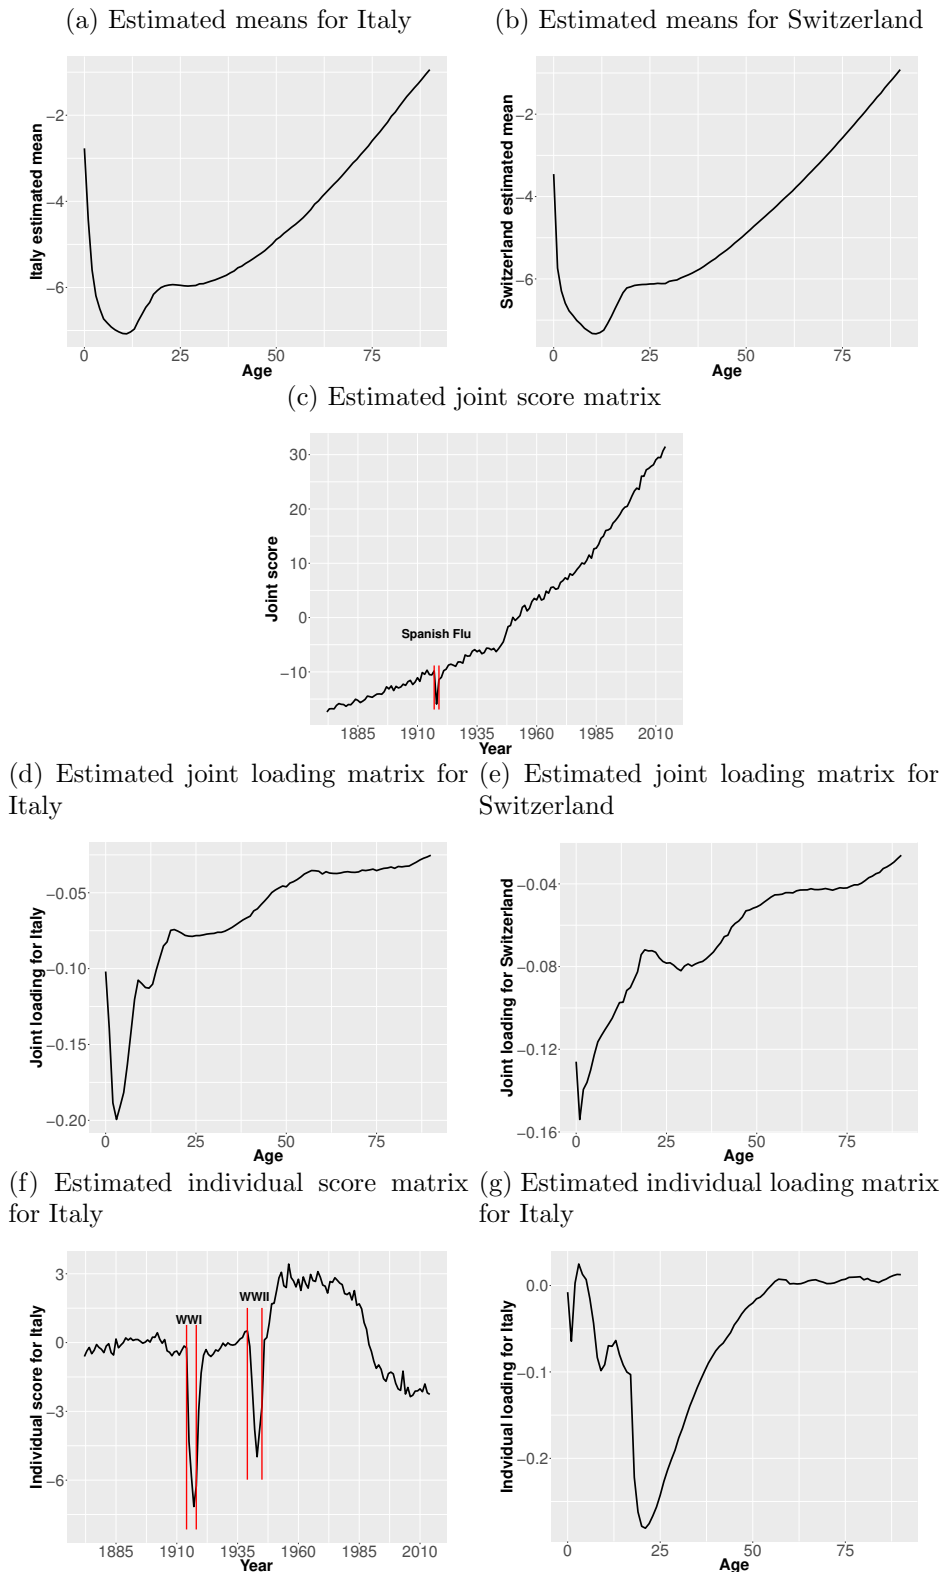 (a) Estimated means for Italy
(b) Estimated means for Switzerland
Italy estimated mean
−2
−4
−6
0 25 50 75
Age
Switzerland estimated mean
−2
−4
−6
0 25 50 75
Age
(c) Estimated joint score matrix
Joint score
30
20
10
0
−10
Spanish Flu
1885 1910 1935 1960 1985 2010
Year
(d) Estimated joint loading matrix for
Italy
(e) Estimated joint loading matrix for
Switzerland
Joint loading for Italy
−0.05
−0.10
−0.15
−0.20
0 25 50 75
Age
Joint loading for Switzerland
−0.04
−0.08
−0.12
−0.16
0 25 50 75
Age
(f) Estimated individual score matrix
for Italy
(g) Estimated individual loading matrix
for Italy
Individual score for Italy
3
0
−3
−6
WWI
WWII
1885 1910 1935 1960 1985 2010
Year
Indvidual loading for Italy
0.0
−0.1
−0.2
0 25 50 75
Age